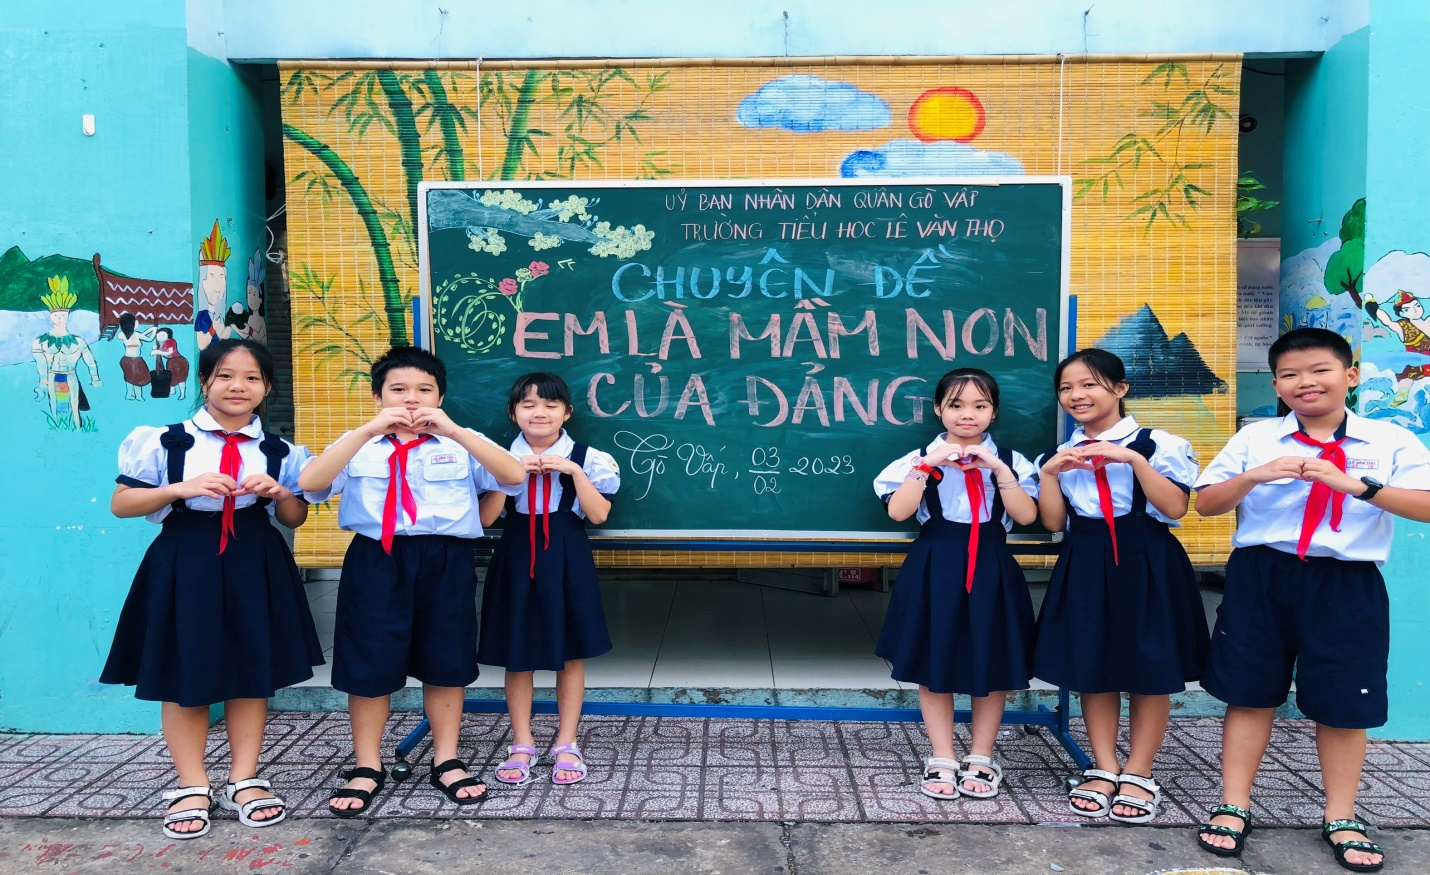 UỶ BAN NHÂN DÂN QUẬN GÒ VẤP
TRƯỜNG TIỂU HỌC LÊ VĂN THỌ
CHUYÊN ĐỀ
EM LÀ MẦM NON
CỦA ĐẢNG
Gò Vấp, 03/02 2023